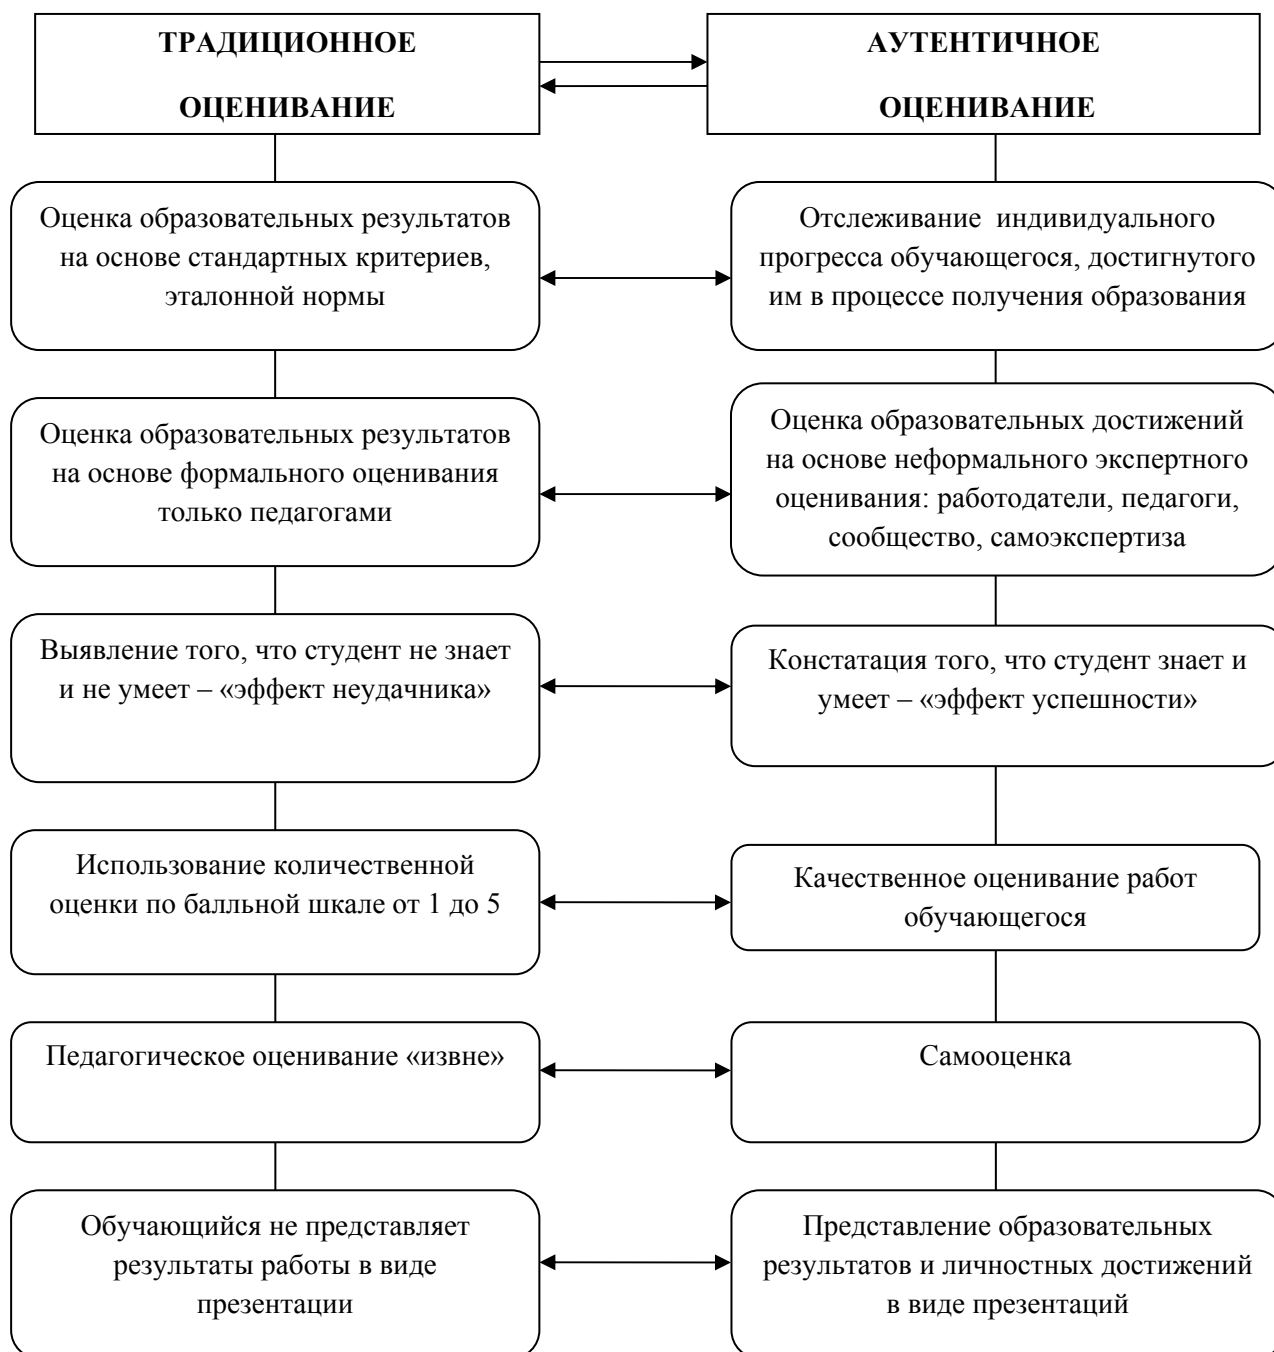 ТРАДИЦИОННОЕ
ОЦЕНИВАНИЕ
АУТЕНТИЧНОЕ
ОЦЕНИВАНИЕ
Оценка образовательных результатов
на основе стандартных критериев,
эталонной нормы
Отслеживание индивидуального
прогресса обучающегося, достигнутого
им в процессе получения образования
Оценка образовательных результатов
на основе формального оценивания
только педагогами
Оценка образовательных достижений
на основе неформального экспертного
оценивания: работодатели, педагоги,
сообщество, самоэкспертиза
Выявление того, что студент не знает
и не умеет – «эффект неудачника»
Констатация того, что студент знает и
умеет – «эффект успешности»
Использование количественной
оценки по балльной шкале от 1 до 5
Качественное оценивание работ
обучающегося
Педагогическое оценивание «извне»
Самооценка
Обучающийся не представляет
результаты работы в виде
презентации
Представление образовательных
результатов и личностных достижений
в виде презентаций